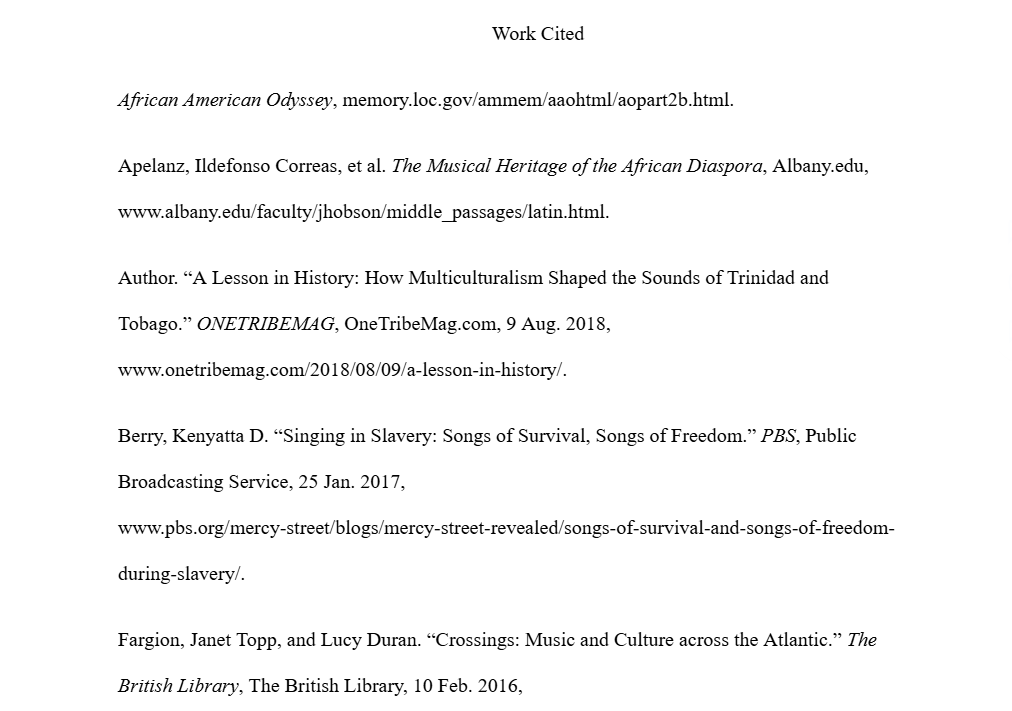 Work Cited
African American Odyssey, memory.loc.gov/ammem/aaohtml/aopart2b.html.
Apelanz, Ildefonso Correas, et al. The Musical Heritage of the African Diaspora, Albany.edu,
www.albany.edu/faculty/jhobson/middle_passages/latin.html.
Author. “A Lesson in History: How Multiculturalism Shaped the Sounds of Trinidad and
Tobago.” ONETRIBEMAG, OneTribeMag.com, 9 Aug. 2018,
www.onetribemag.com/2018/08/09/a-lesson-in-history/.
Berry, Kenyatta D. “Singing in Slavery: Songs of Survival, Songs of Freedom.” PBS, Public
Broadcasting Service, 25 Jan. 2017,
www.pbs.org/mercy-street/blogs/mercy-street-revealed/songs-of-survival-and-songs-of-freedom-
during-slavery/.
Fargion, Janet Topp, and Lucy Duran. “Crossings: Music and Culture across the Atlantic.” The
British Library, The British Library, 10 Feb. 2016,